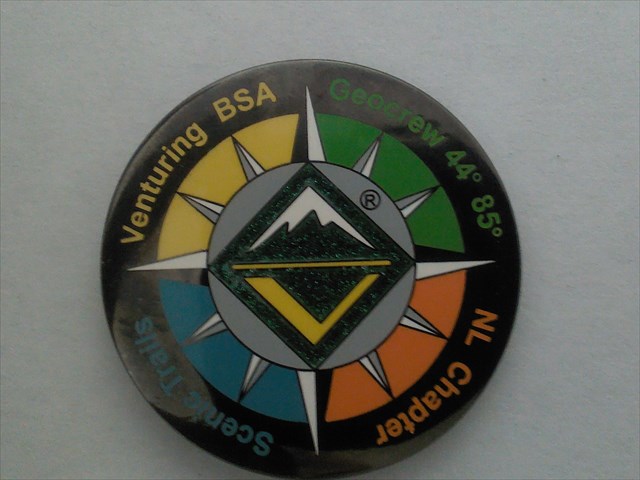 Venturing BSA
Geocrew 44° 85°
NL Chapter
Scenic Trails
®